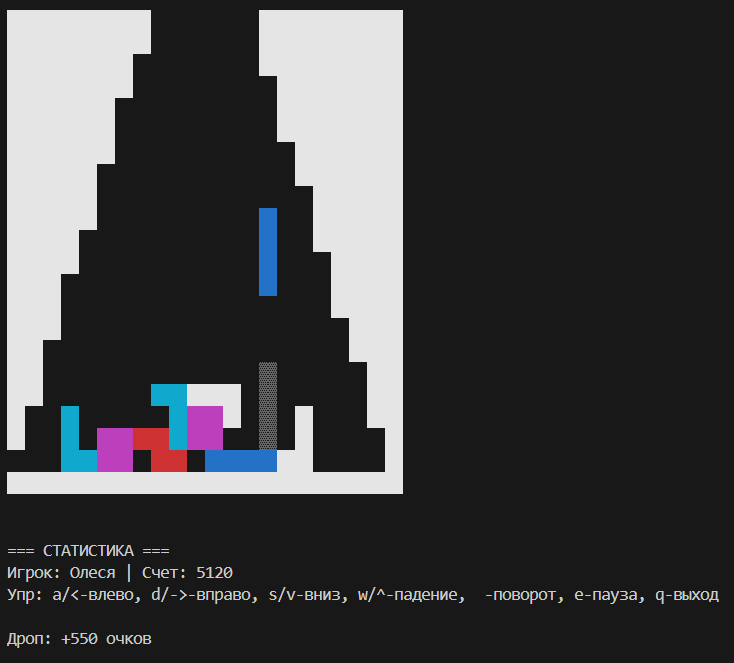 === СТАТИСТИКА ===
Игрок: Олеся | Счет: 5120
Упр: a/<-влево, d/->-вправо, s/v-вниз, w/^-падение,  -поворот, e-пауза, q-выход
Дроп: +550 очков